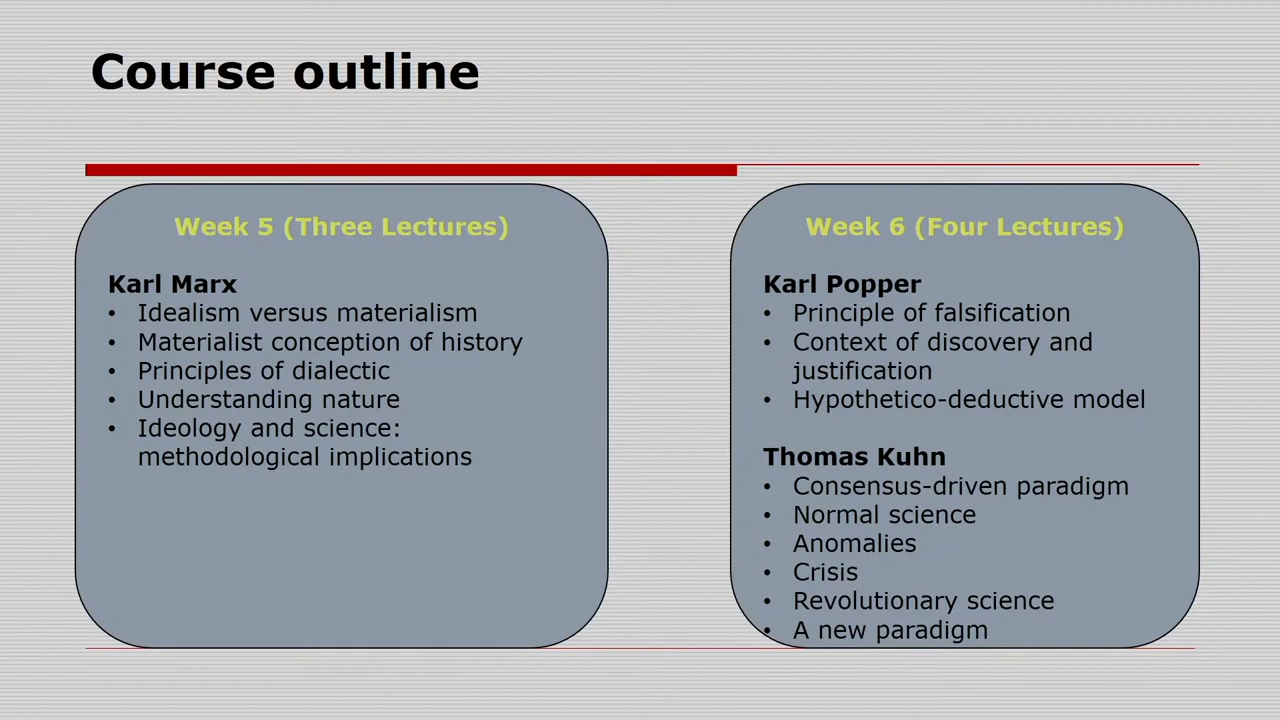 Course outline
Week 5 (Three Lectures)
Karl Marx
• Idealism versus materialism
• Materialist conception of history
• Principles of dialectic
• Understanding nature
• Ideology and science:
methodological implications
Week 6 (Four Lectures)
Karl Popper
• Principle of falsification
• Context of discovery and
justification
• Hypothetico-deductive model
Thomas Kuhn
• Consensus-driven paradigm
• Normal science
• Anomalies
• Crisis
• Revolutionary science
• A new paradigm